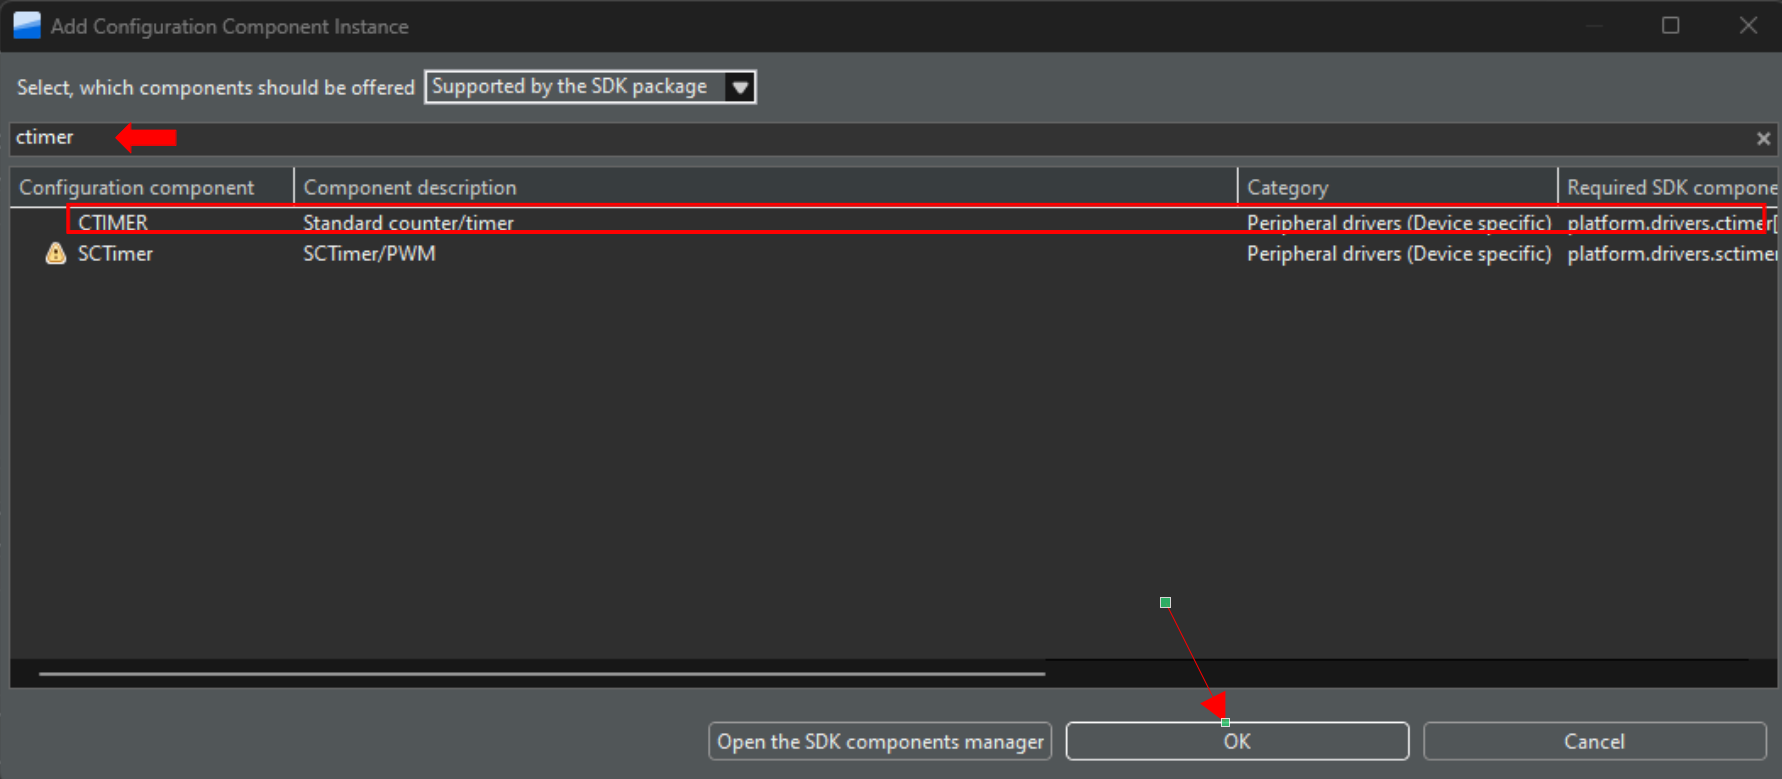 Add Configuration Component Instance
Select, which components should be offered Supported by the SDK package
ctimer
Configuration component Component description Category Required SDK compone
CTIMER Standard counter/timer Peripheral drivers (Device specific) platform.drivers.ctimer[
SCTimer SCTimer/PWM Peripheral drivers (Device specific) platform.drivers.sctimer
Open the SDK components manager OK Cancel